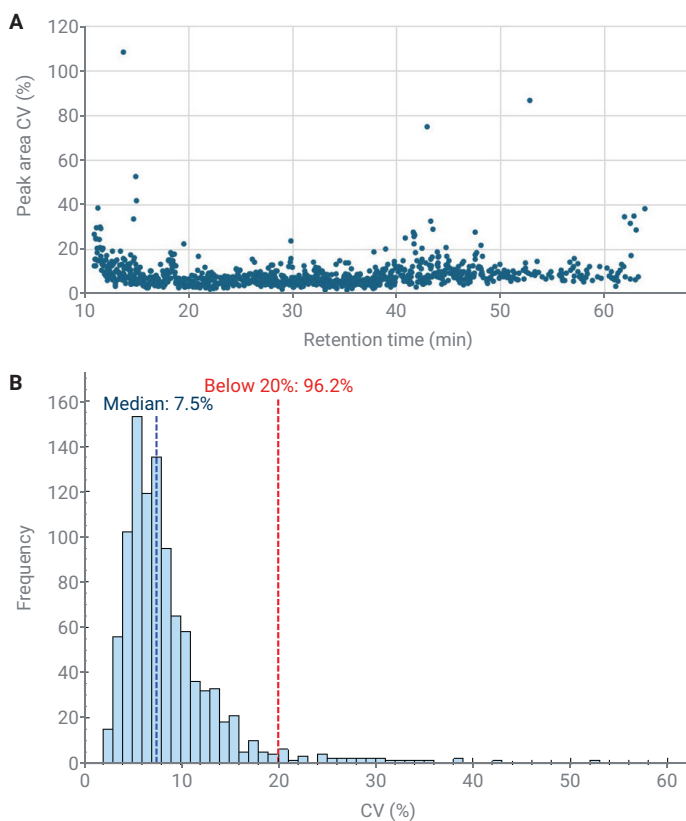 A
120
100
80
60
40
20
0
Peak area CV (%)
10 20 30 40 50 60
Retention time (min)
B
Below 20%: 96.2%
Median: 7.5%
160
140
120
100
80
60
40
20
0
Frequency
0 10 20 30 40 50 60
CV (%)